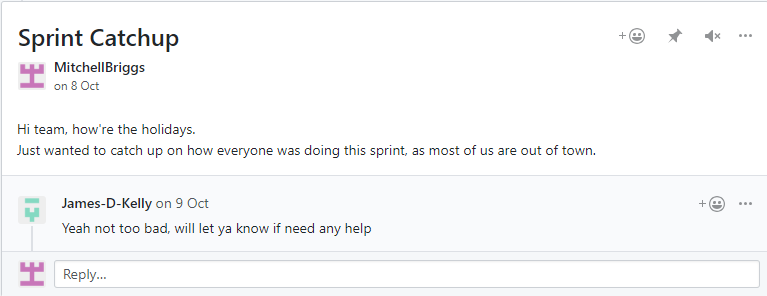 Sprint Catchup
MitchellBriggs
on 8 Oct
Hi team, how're the holidays.
Just wanted to catch up on how everyone was doing this sprint, as most of us are out of town.
James-D-Kelly on 9 Oct
Yeah not too bad, will let ya know if need any help
Reply...